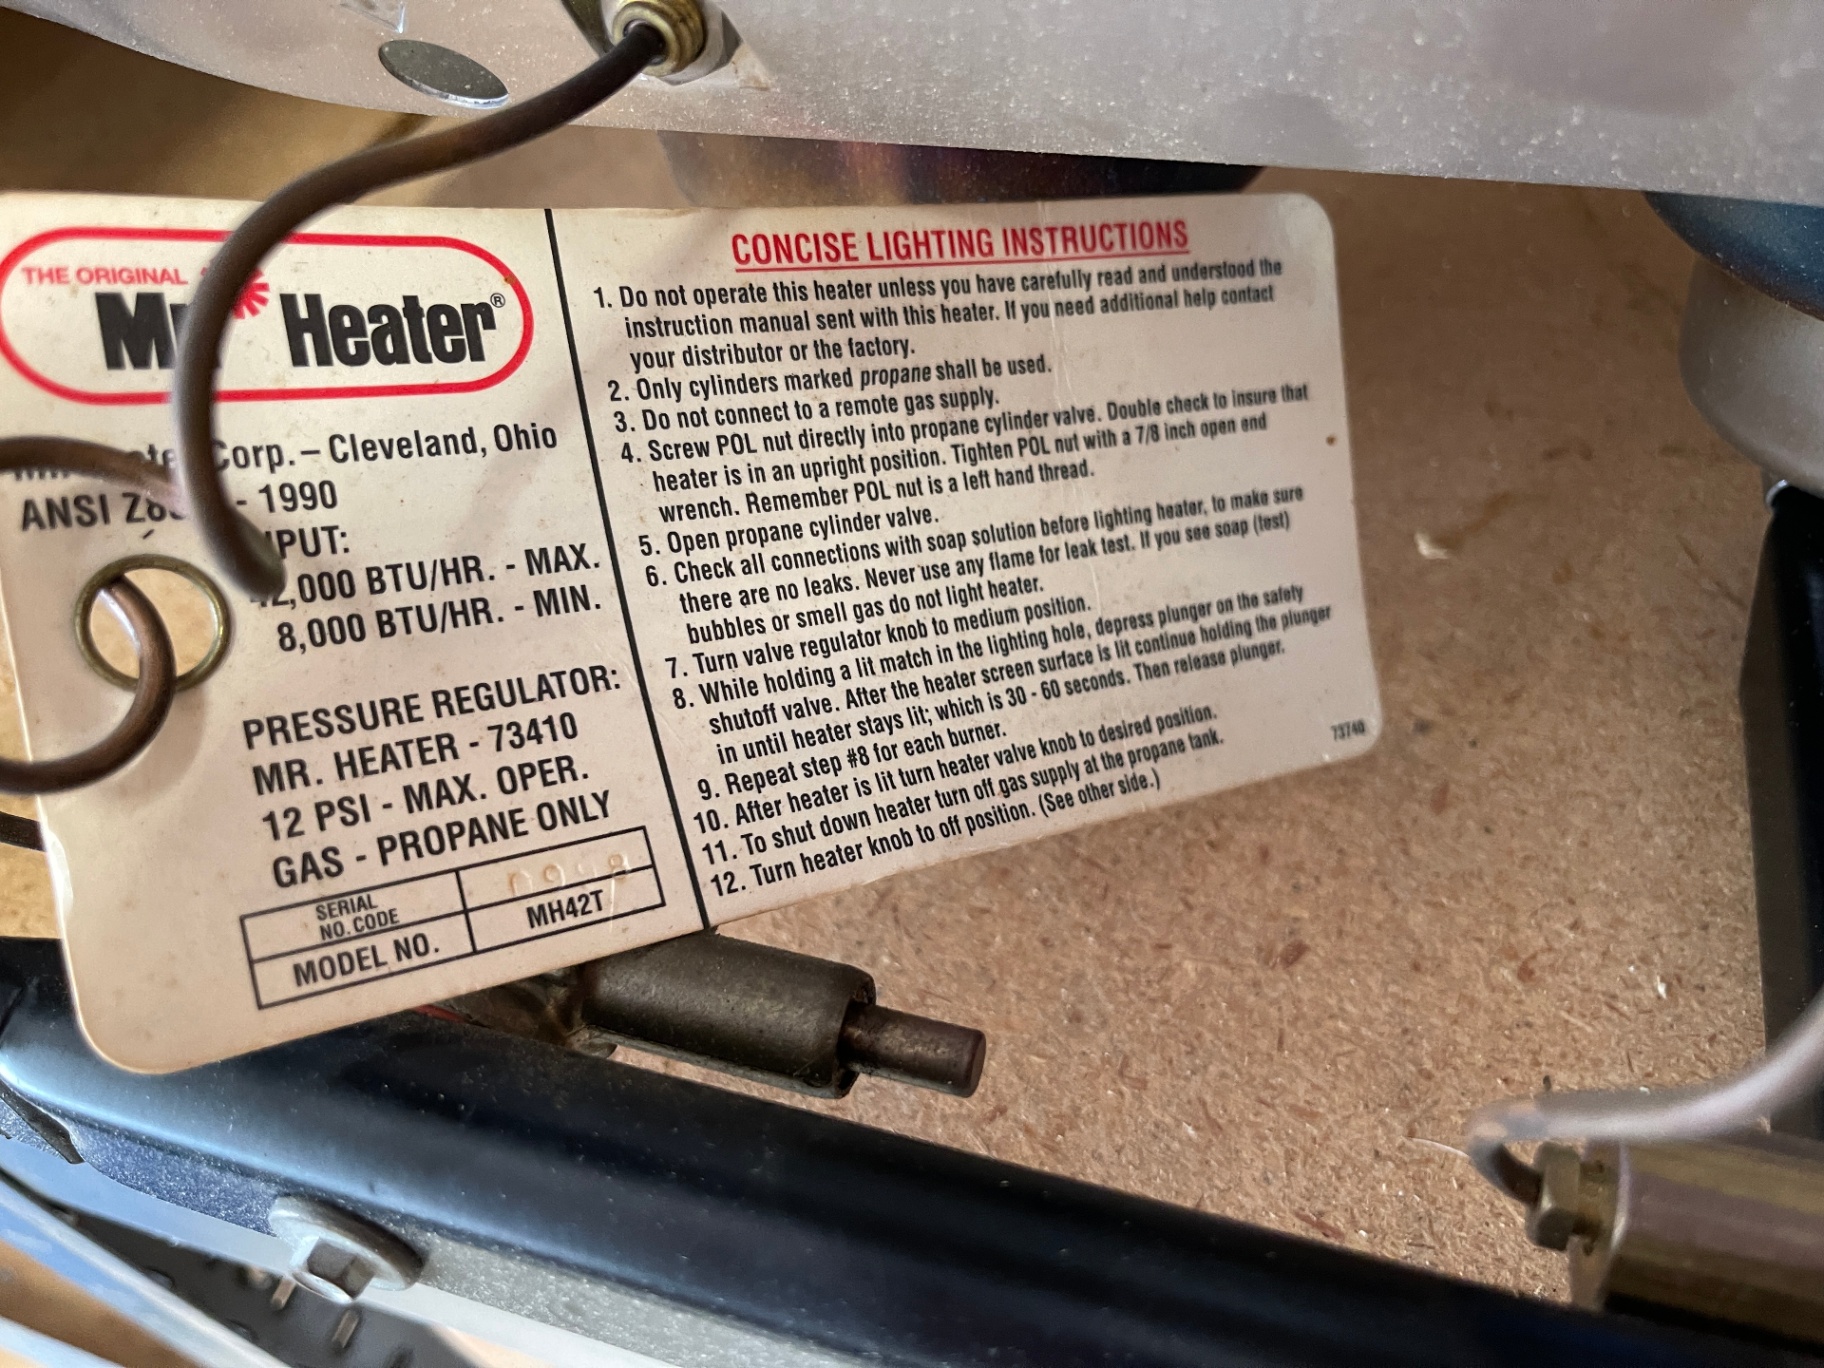 THE ORIGINAL
Heater®
Corp. – Cleveland, Ohio
ANSI - 1990
,000 BTU/HR. - MAX.
8,000 BTU/HR. - MIN.
PRESSURE REGULATOR:
MR. HEATER - 73410
12 PSI - MAX. OPER.
GAS - PROPANE ONLY
SERIAL
NO. CODE
0998
MODEL NO. MH42T
CONCISE LIGHTING INSTRUCTIONS
1. Do not operate this heater unless you have carefully read and understood the
instruction manual sent with this heater. If you need additional help contact
your distributor or the factory.
2. Only cylinders marked propane shall be used.
3. Do not connect to a remote gas supply.
4. Screw POL nut directly into propane cylinder valve. Double check to insure that
heater is in an upright position. Tighten POL nut with a 7/8 inch open end
wrench. Remember POL nut is a left hand thread.
5. Open propane cylinder valve.
6. Check all connections with soap solution before lighting heater, to make sure
there are no leaks. Never use any flame for leak test. If you see soap (test)
bubbles or smell gas do not light heater.
7. Turn valve regulator knob to medium position.
8. While holding a lit match in the lighting hole, depress plunger on the safety
shutoff valve. After the heater screen surface is lit continue holding the plunger
in until heater stays lit; which is 30 - 60 seconds. Then release plunger.
9. Repeat step #8 for each burner.
10. After heater is lit turn heater valve knob to desired position.
11. To shut down heater turn off gas supply at the propane tank.
12. Turn heater knob to off position. (See other side.)
73740